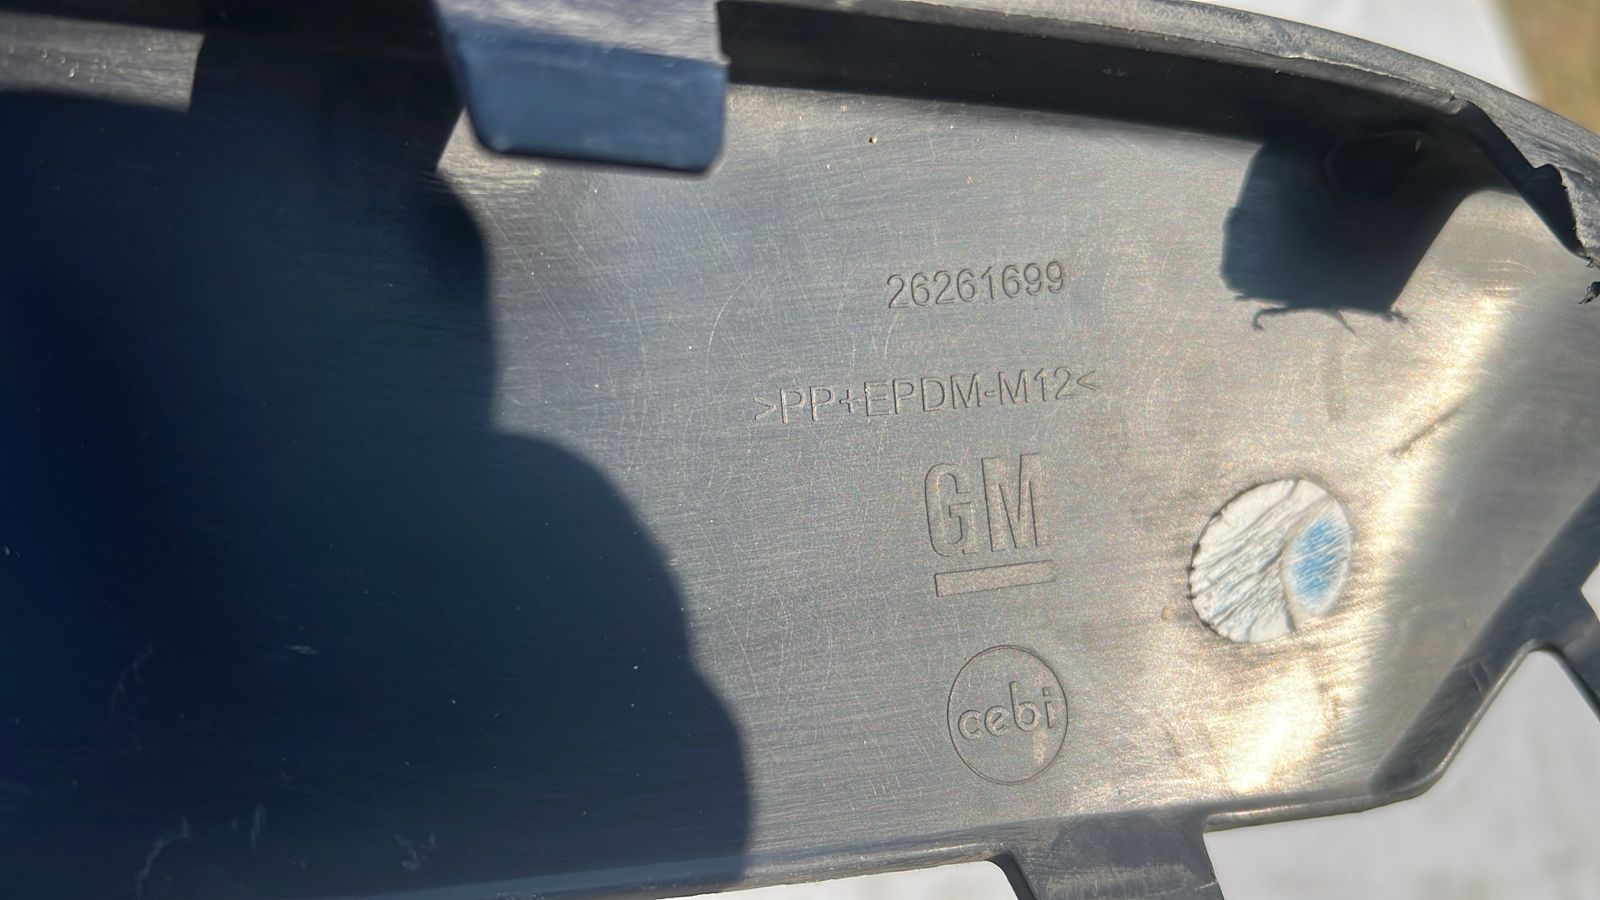 26261699
>PP+EPDM-M12<
GM
cebi